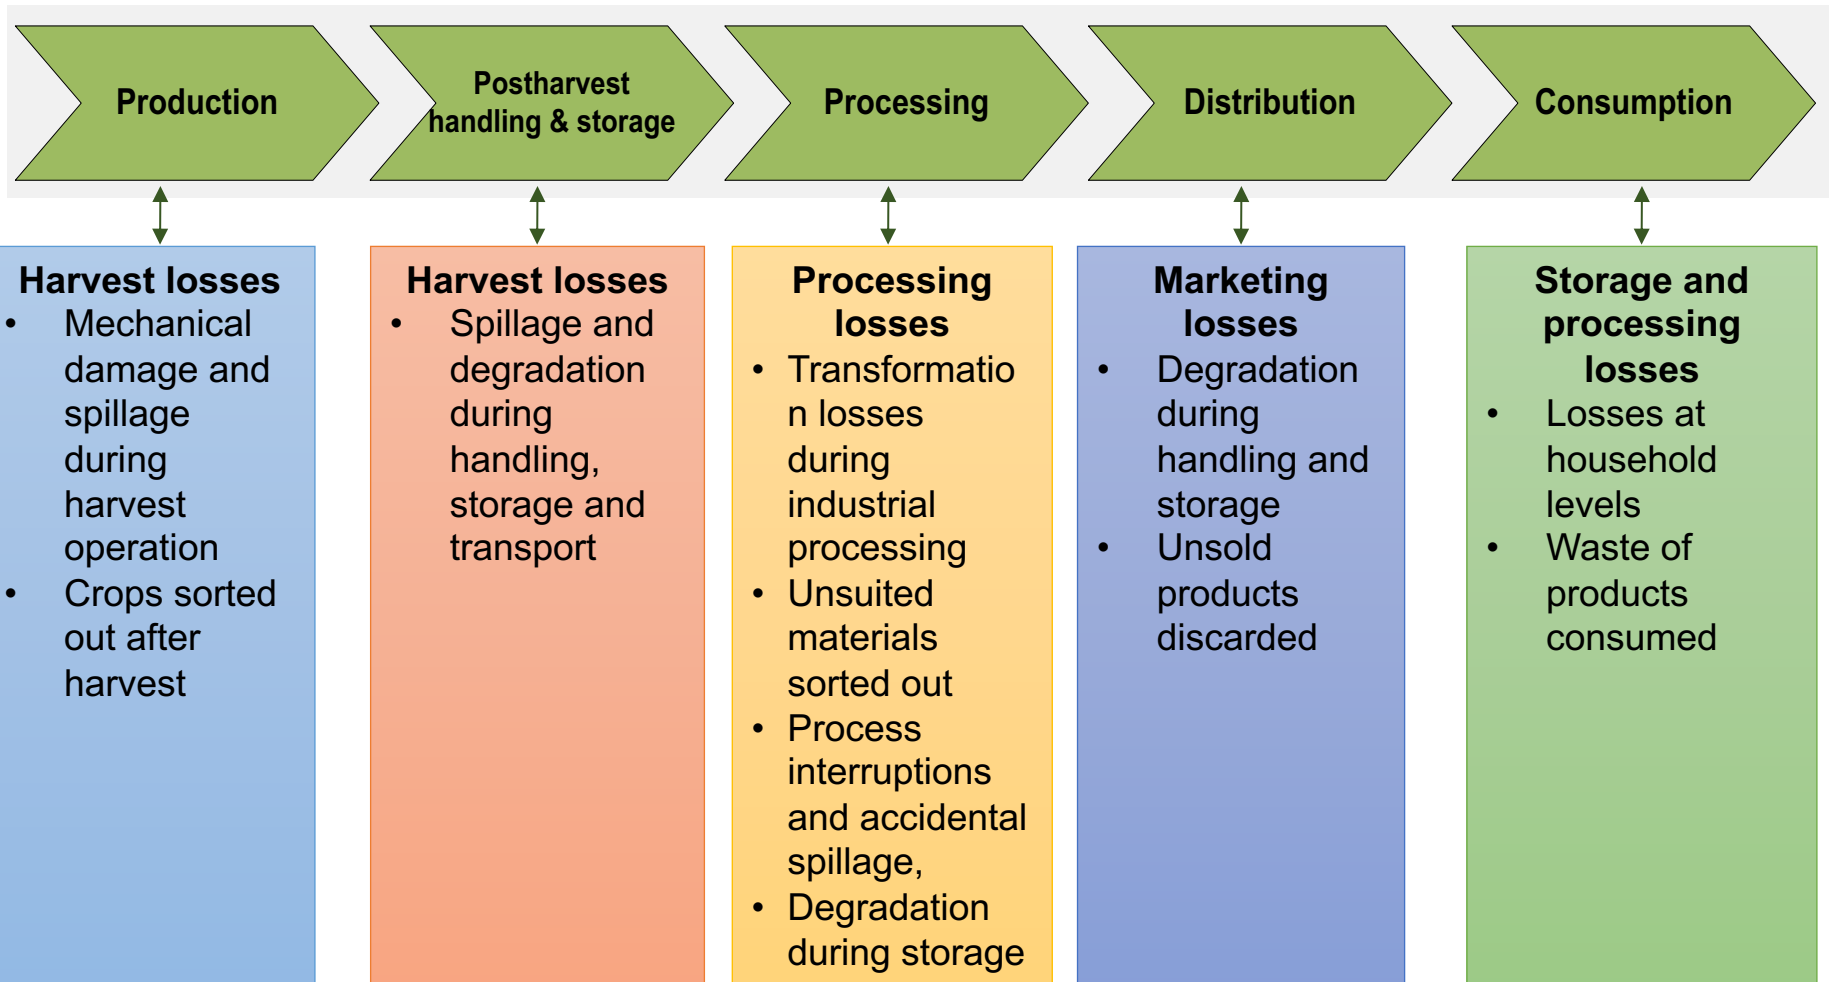 Production
Postharvest
handling & storage
Processing
Distribution
Consumption
Harvest losses
• Mechanical
damage and
spillage
during
harvest
operation
• Crops sorted
out after
harvest
Harvest losses
• Spillage and
degradation
during
handling,
storage and
transport
Processing
losses
• Transformatio
n losses
during
industrial
processing
• Unsuited
materials
sorted out
• Process
interruptions
and accidental
spillage,
• Degradation
during storage
Marketing
losses
• Degradation
during
handling and
storage
• Unsold
products
discarded
Storage and
processing
losses
• Losses at
household
levels
• Waste of
products
consumed